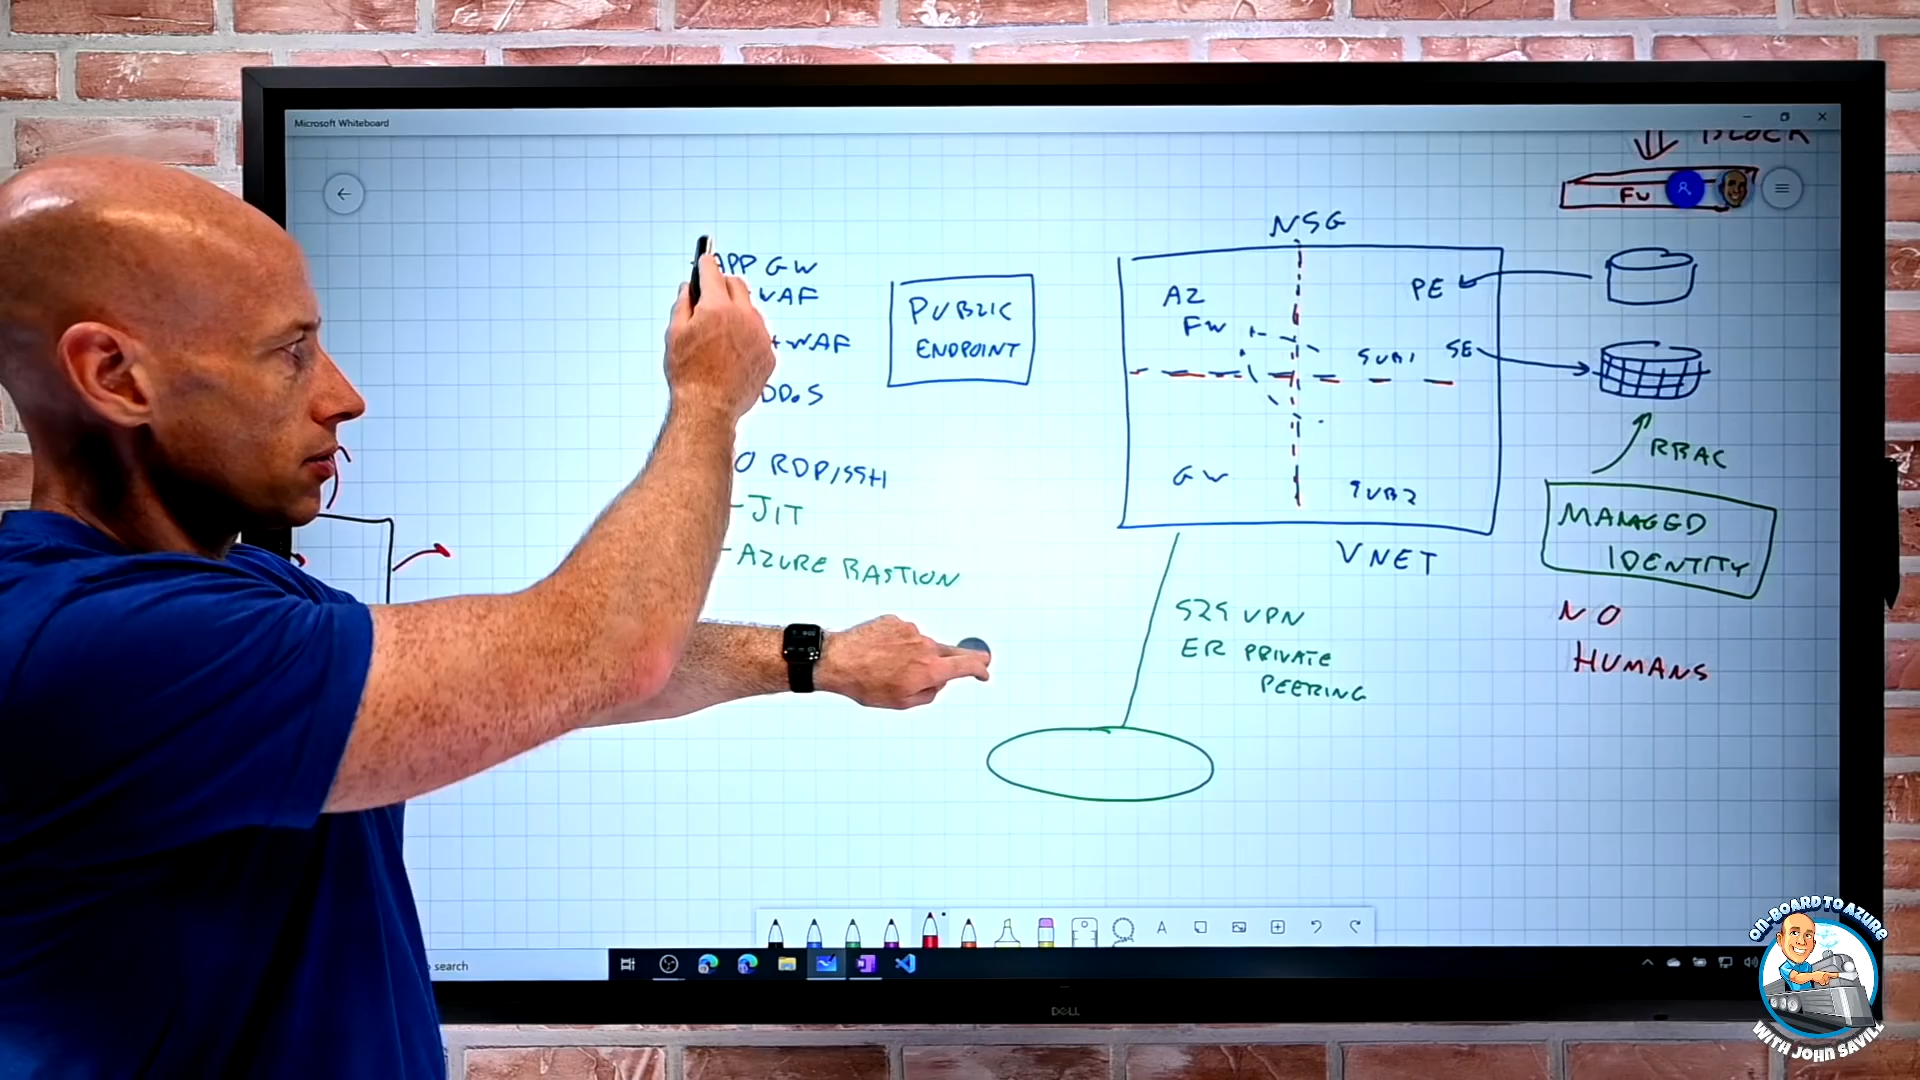 Microsoft Whiteboard
BLOCK
FW
NSG
APP GW
WAF
+WAF
DDoS
PUBLIC
ENDPOINT
AZ
FW
PE
SUB1
SE
GW
SUB2
VNET
RBAC
MANAGED
IDENTITY
NO
HUMANS
O RDP/SSH
-JIT
-AZURE BASTION
S2S VPN
ER PRIVATE
PEERING
A
search
DELL
ON-BOARD TO AZURE
WITH JOHN SAVILL